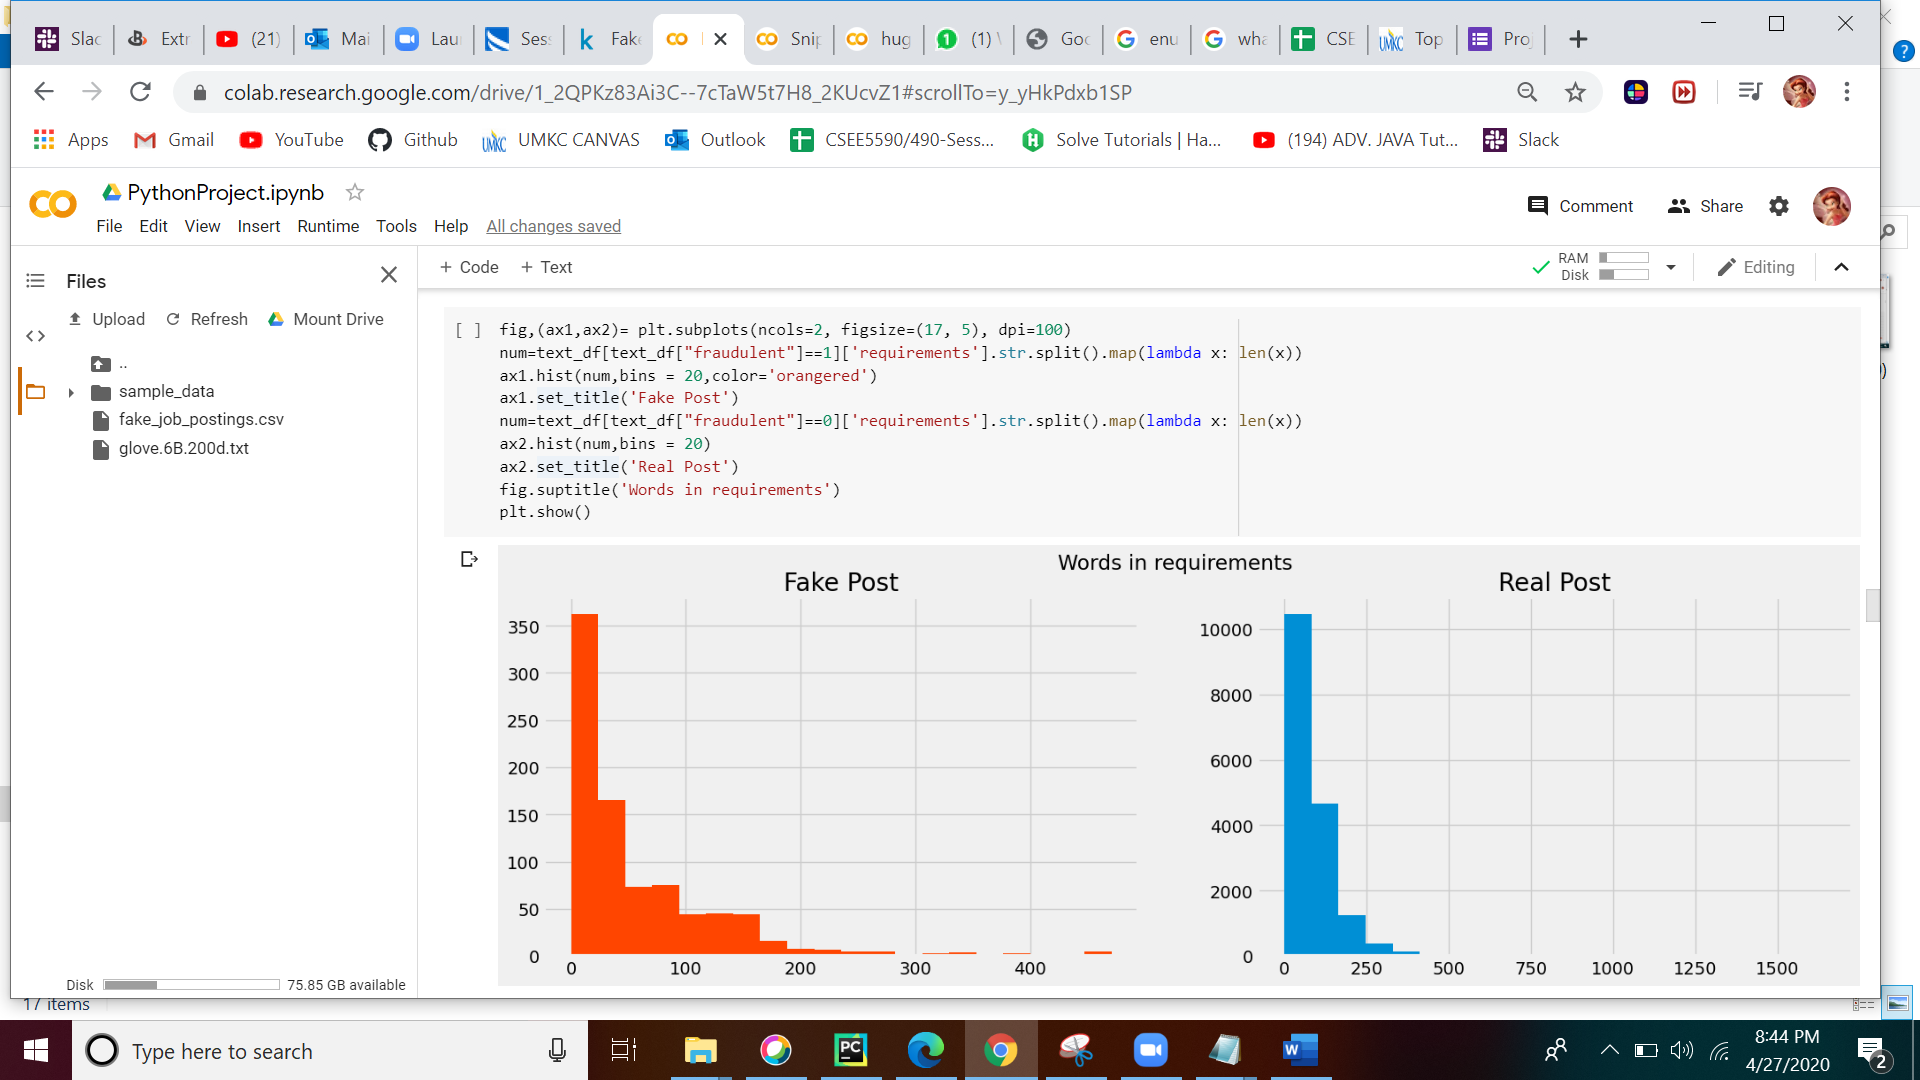 Slac
Extr
(21)
Mai
Lau
Sess
Fake
Snip
hug
(1)
Goo
enu
wha
CSE
Top
Proj
colab.research.google.com/drive/1_2QPKz83Ai3C--7cTaW5t7H8_2KUcvZ1#scrollTo=y_yHkPdxb1SP
Apps Gmail YouTube Github UMKC CANVAS Outlook CSEE5590/490-Sess... Solve Tutorials | Ha... (194) ADV. JAVA Tut... Slack
PythonProject.ipynb
Comment Share
File Edit View Insert Runtime Tools Help All changes saved
Files
+ Code + Text
RAM
Disk
Editing
Upload Refresh Mount Drive
..
sample_data
fake_job_postings.csv
glove.6B.200d.txt
[ ] fig,(ax1,ax2)= plt.subplots(ncols=2, figsize=(17, 5), dpi=100)
num=text_df[text_df["fraudulent"]==1]['requirements'].str.split().map(lambda x: len(x))
ax1.hist(num,bins = 20,color='orangered')
ax1.set_title('Fake Post')
num=text_df[text_df["fraudulent"]==0]['requirements'].str.split().map(lambda x: len(x))
ax2.hist(num,bins = 20)
ax2.set_title('Real Post')
fig.suptitle('Words in requirements')
plt.show()
Words in requirements
Fake Post
350
300
250
200
150
100
50
0
0 100 200 300 400
Real Post
10000
8000
6000
4000
2000
0
0 250 500 750 1000 1250 1500
Disk 75.85 GB available
17 items
Type here to search
PC
W
8:44 PM
4/27/2020
2